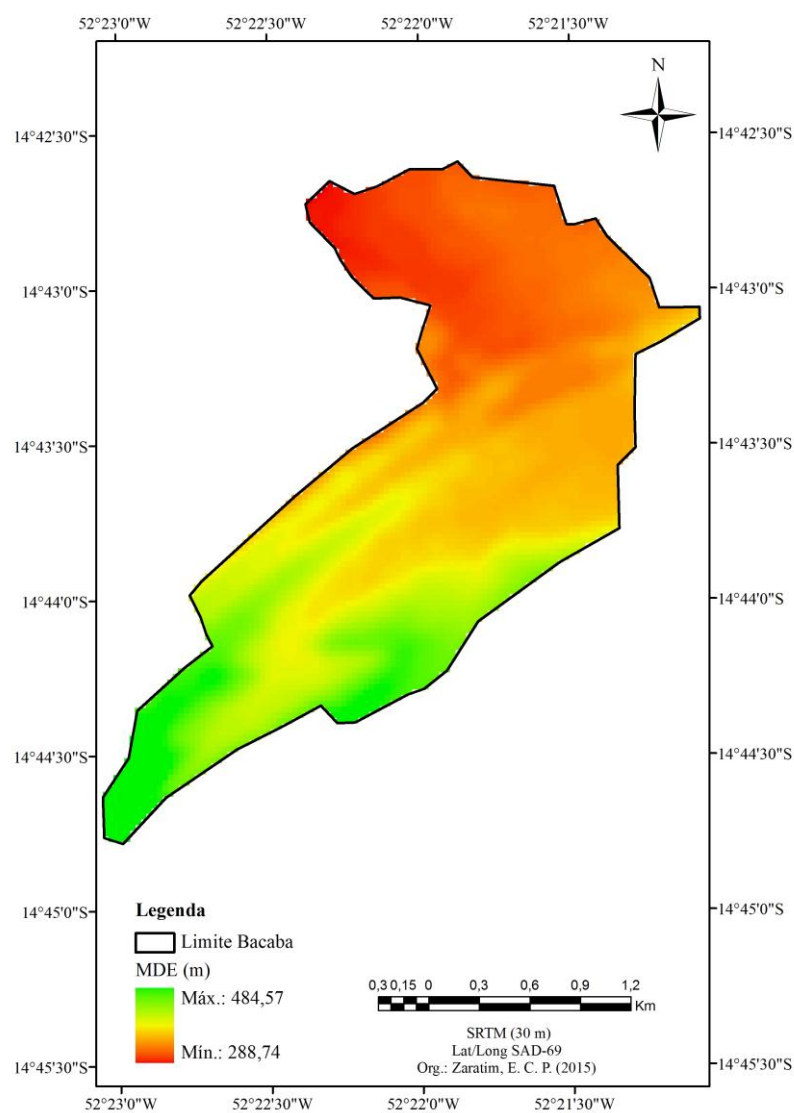 52°23'0"W 52°22'30"W 52°22'0"W 52°21'30"W
N
14°42'30"S 14°42'30"S
14°43'0"S 14°43'0"S
14°43'30"S 14°43'30"S
14°44'0"S 14°44'0"S
14°44'30"S 14°44'30"S
14°45'0"S 14°45'0"S
Legenda
Limite Bacaba
MDE (m)
Máx.: 484,57
Mín.: 288,74
0,30,15 0 0,3 0,6 0,9 1,2
Km
SRTM (30 m)
Lat/Long SAD-69
Org.: Zaratim, E. C. P. (2015)
14°45'30"S 14°45'30"S
52°23'0"W 52°22'30"W 52°22'0"W 52°21'30"W